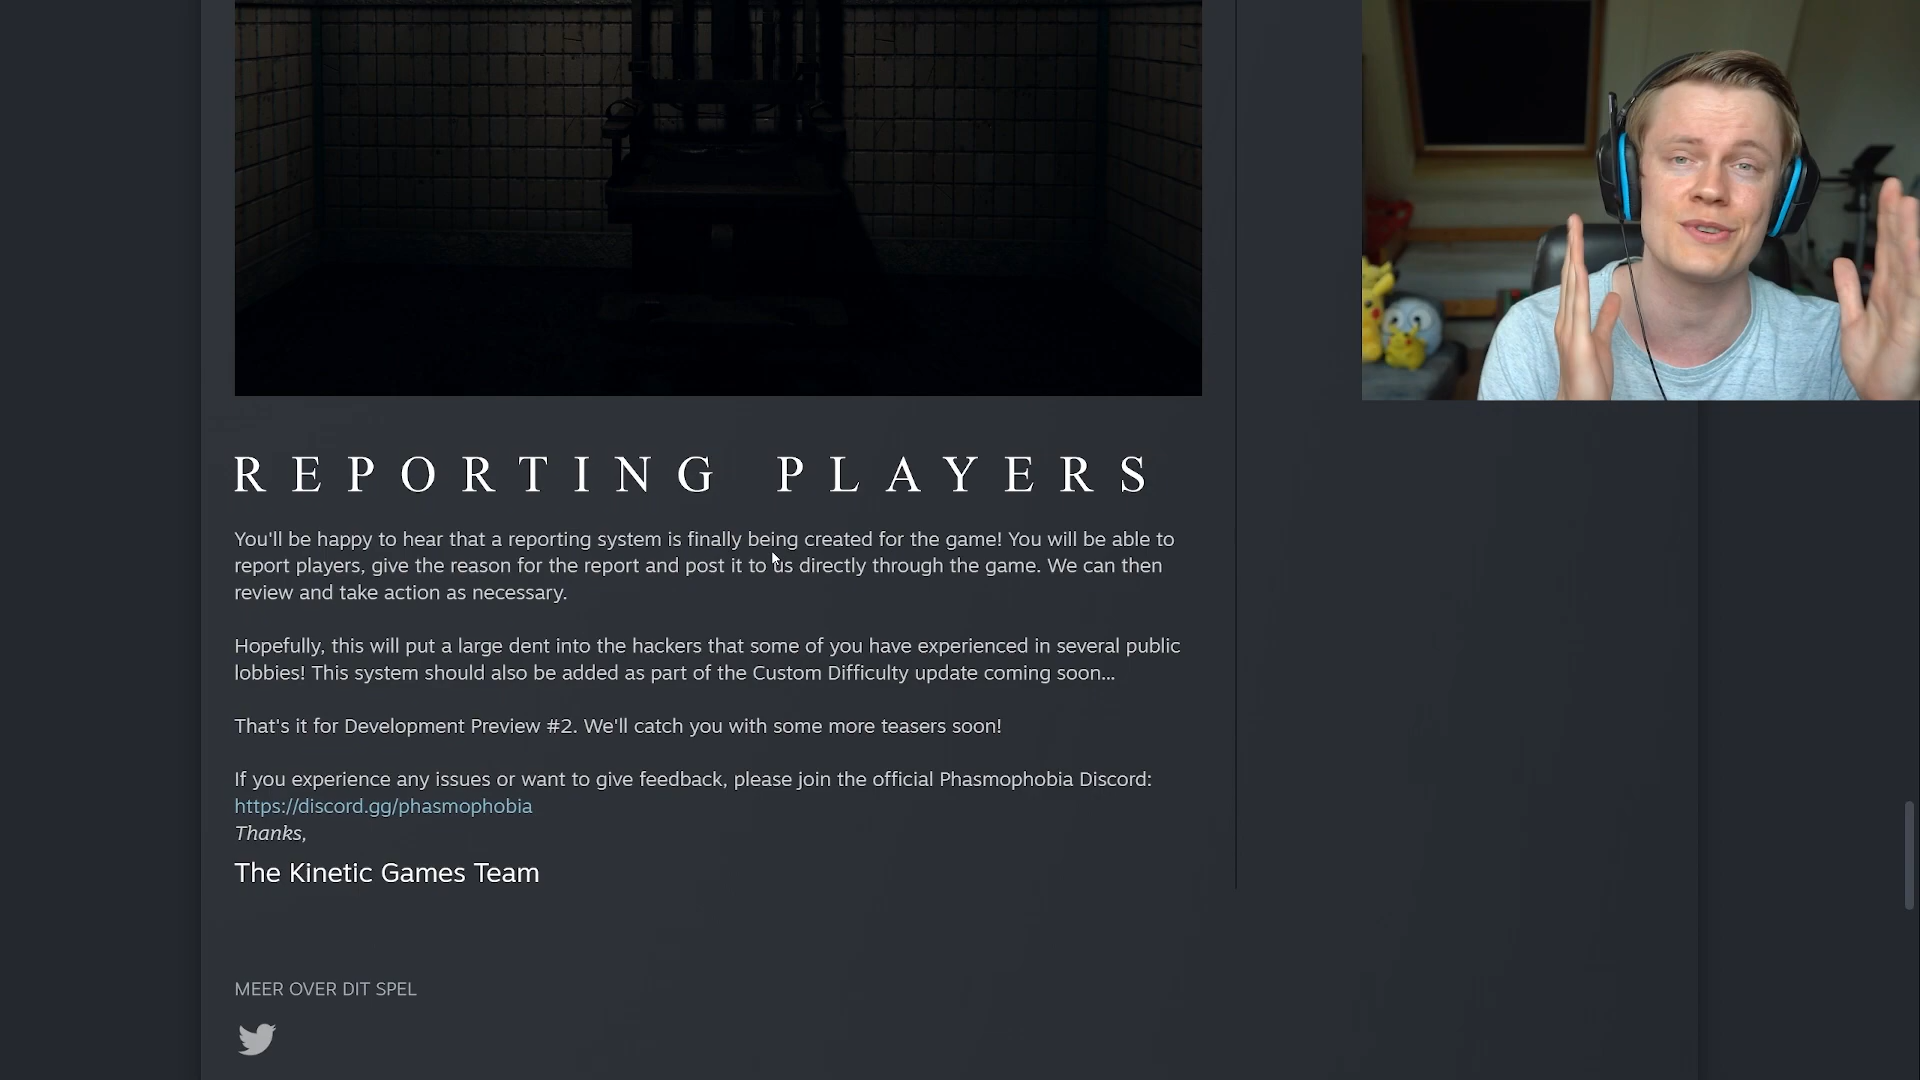 REPORTING PLAYERS
You'll be happy to hear that a reporting system is finally being created for the game! You will be able to
report players, give the reason for the report and post it to us directly through the game. We can then
review and take action as necessary.
Hopefully, this will put a large dent into the hackers that some of you have experienced in several public
lobbies! This system should also be added as part of the Custom Difficulty update coming soon...
That's it for Development Preview #2. We'll catch you with some more teasers soon!
If you experience any issues or want to give feedback, please join the official Phasmophobia Discord:
https://discord.gg/phasmophobia
Thanks,
The Kinetic Games Team
MEER OVER DIT SPEL